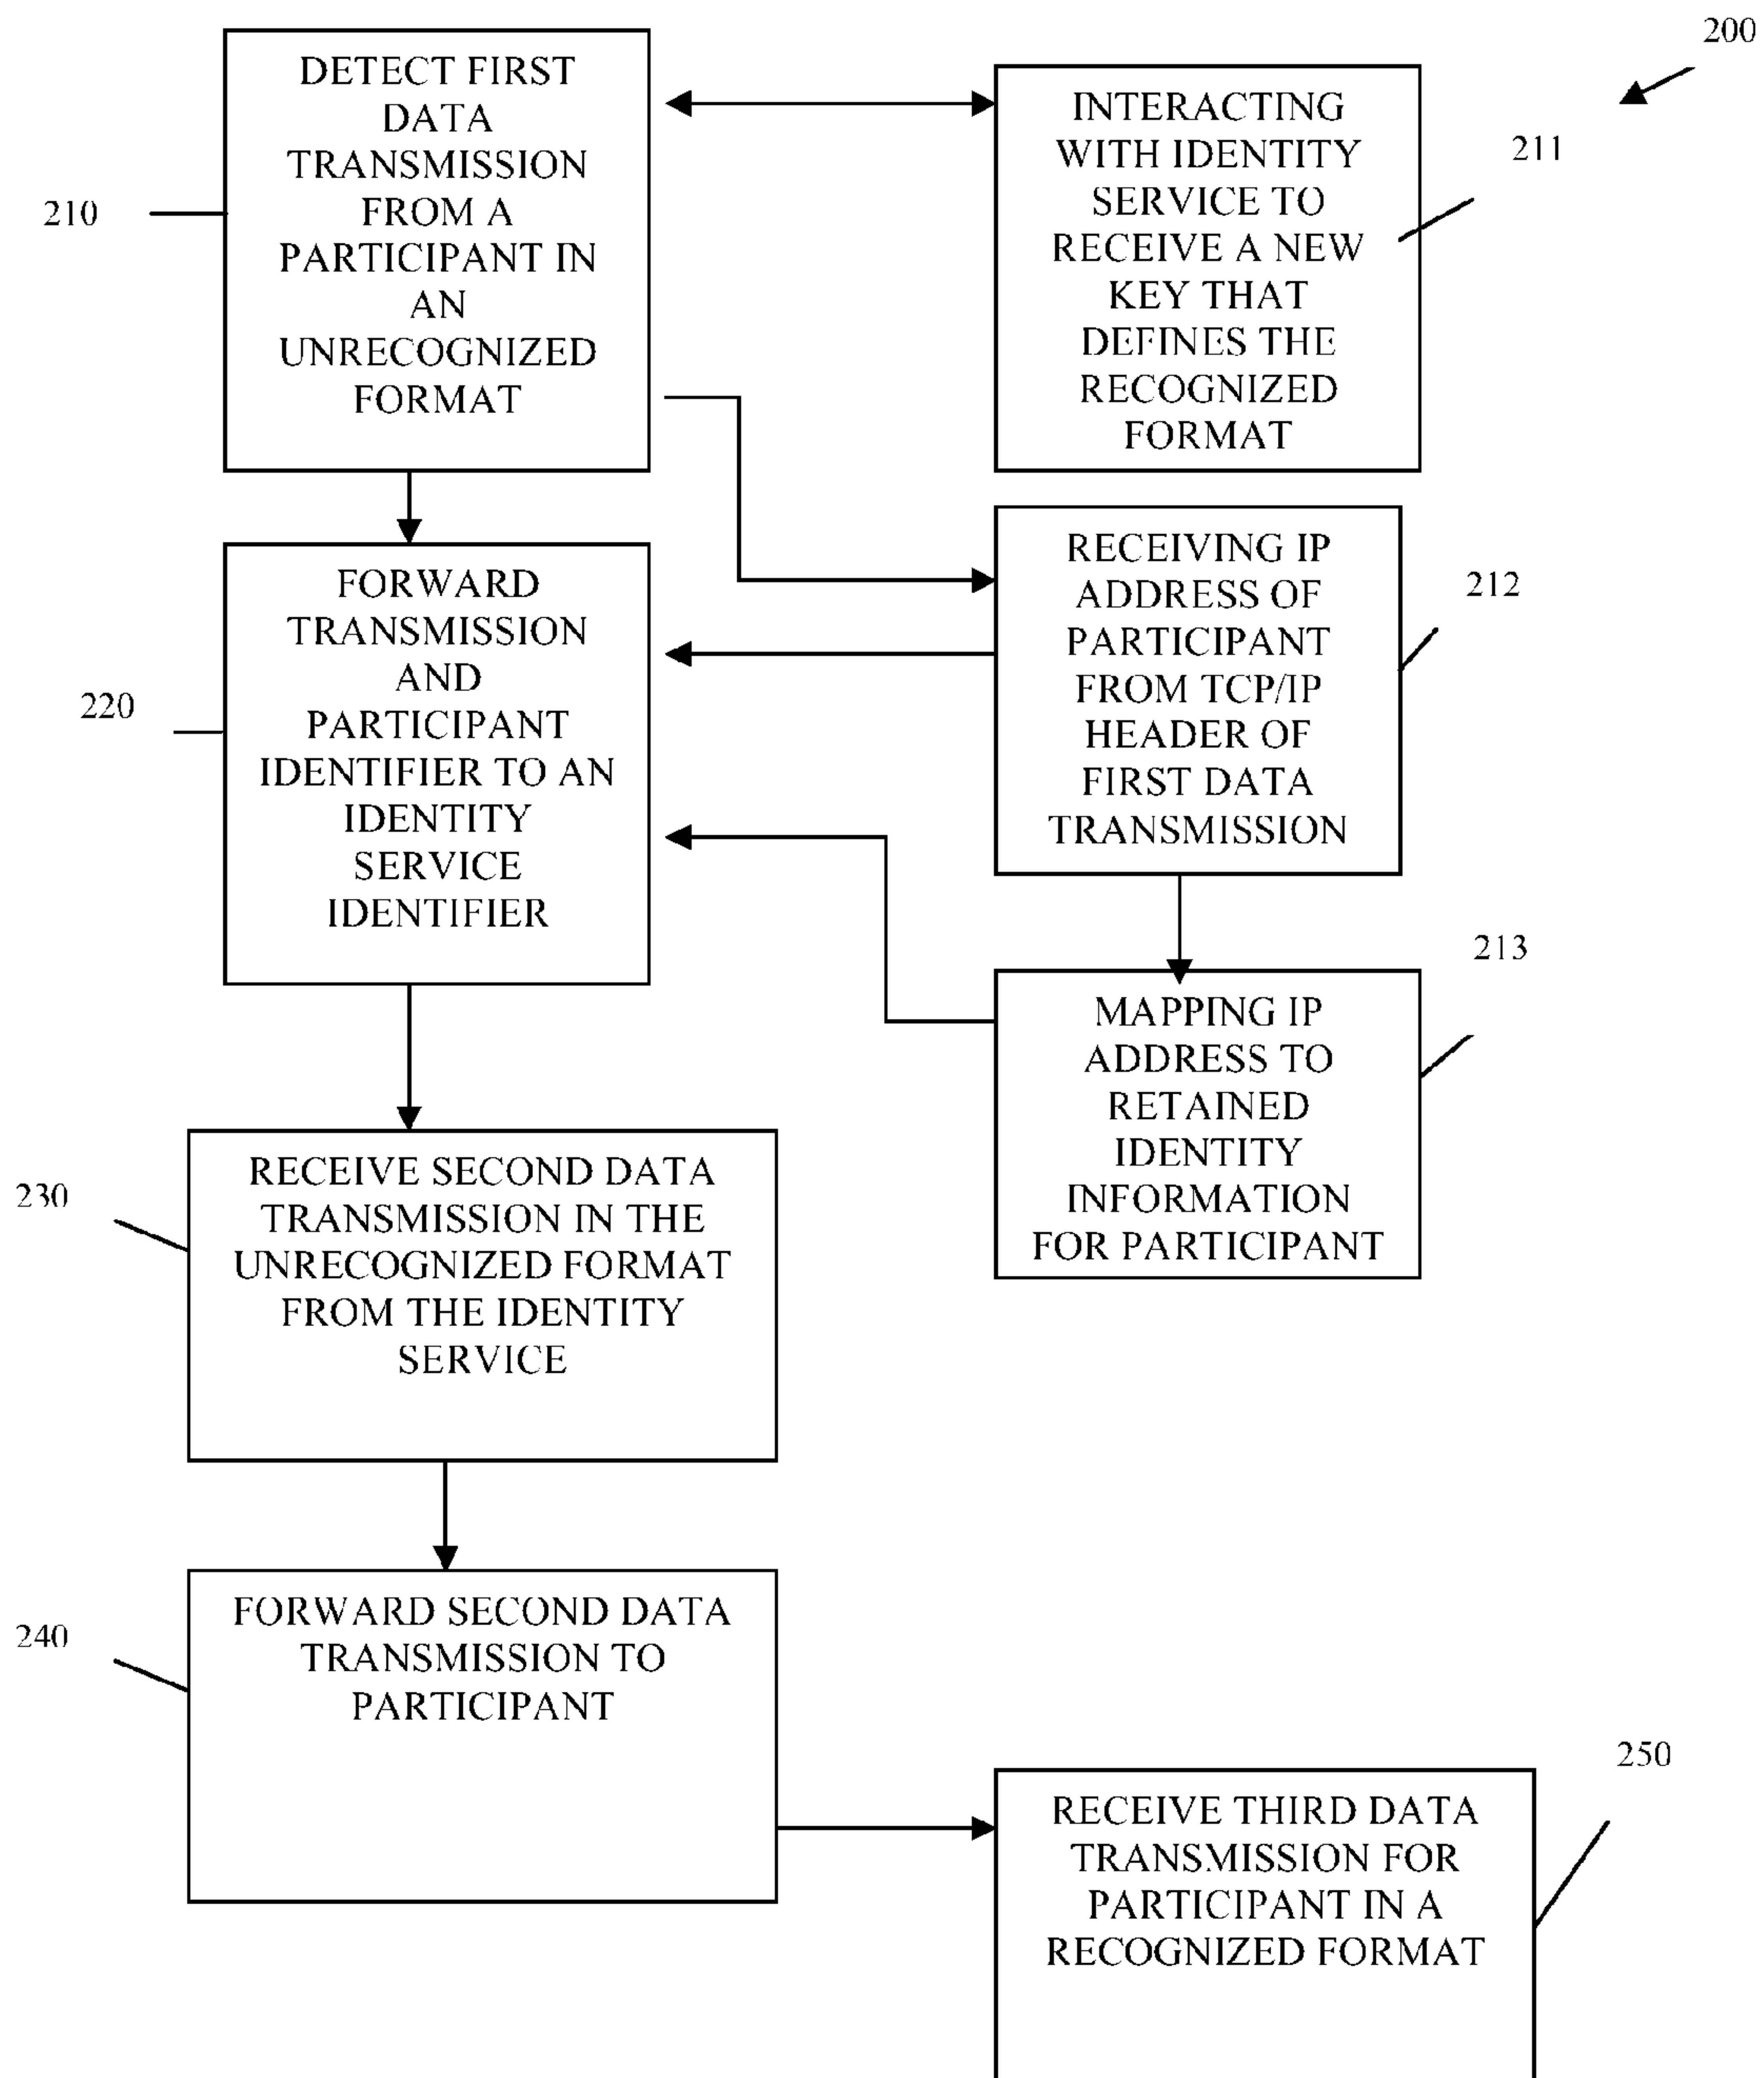 200
DETECT FIRST
DATA
TRANSMISSION
FROM A
PARTICIPANT IN
AN
UNRECOGNIZED
FORMAT
210
INTERACTING
WITH IDENTITY
SERVICE TO
RECEIVE A NEW
KEY THAT
DEFINES THE
RECOGNIZED
FORMAT
211
FORWARD
TRANSMISSION
AND
PARTICIPANT
IDENTIFIER TO AN
IDENTITY
SERVICE
IDENTIFIER
220
RECEIVING IP
ADDRESS OF
PARTICIPANT
FROM TCP/IP
HEADER OF
FIRST DATA
TRANSMISSION
212
MAPPING IP
ADDRESS TO
RETAINED
IDENTITY
INFORMATION
FOR PARTICIPANT
213
RECEIVE SECOND DATA
TRANSMISSION IN THE
UNRECOGNIZED FORMAT
FROM THE IDENTITY
SERVICE
230
FORWARD SECOND DATA
TRANSMISSION TO
PARTICIPANT
240
RECEIVE THIRD DATA
TRANSMISSION FOR
PARTICIPANT IN A
RECOGNIZED FORMAT
250